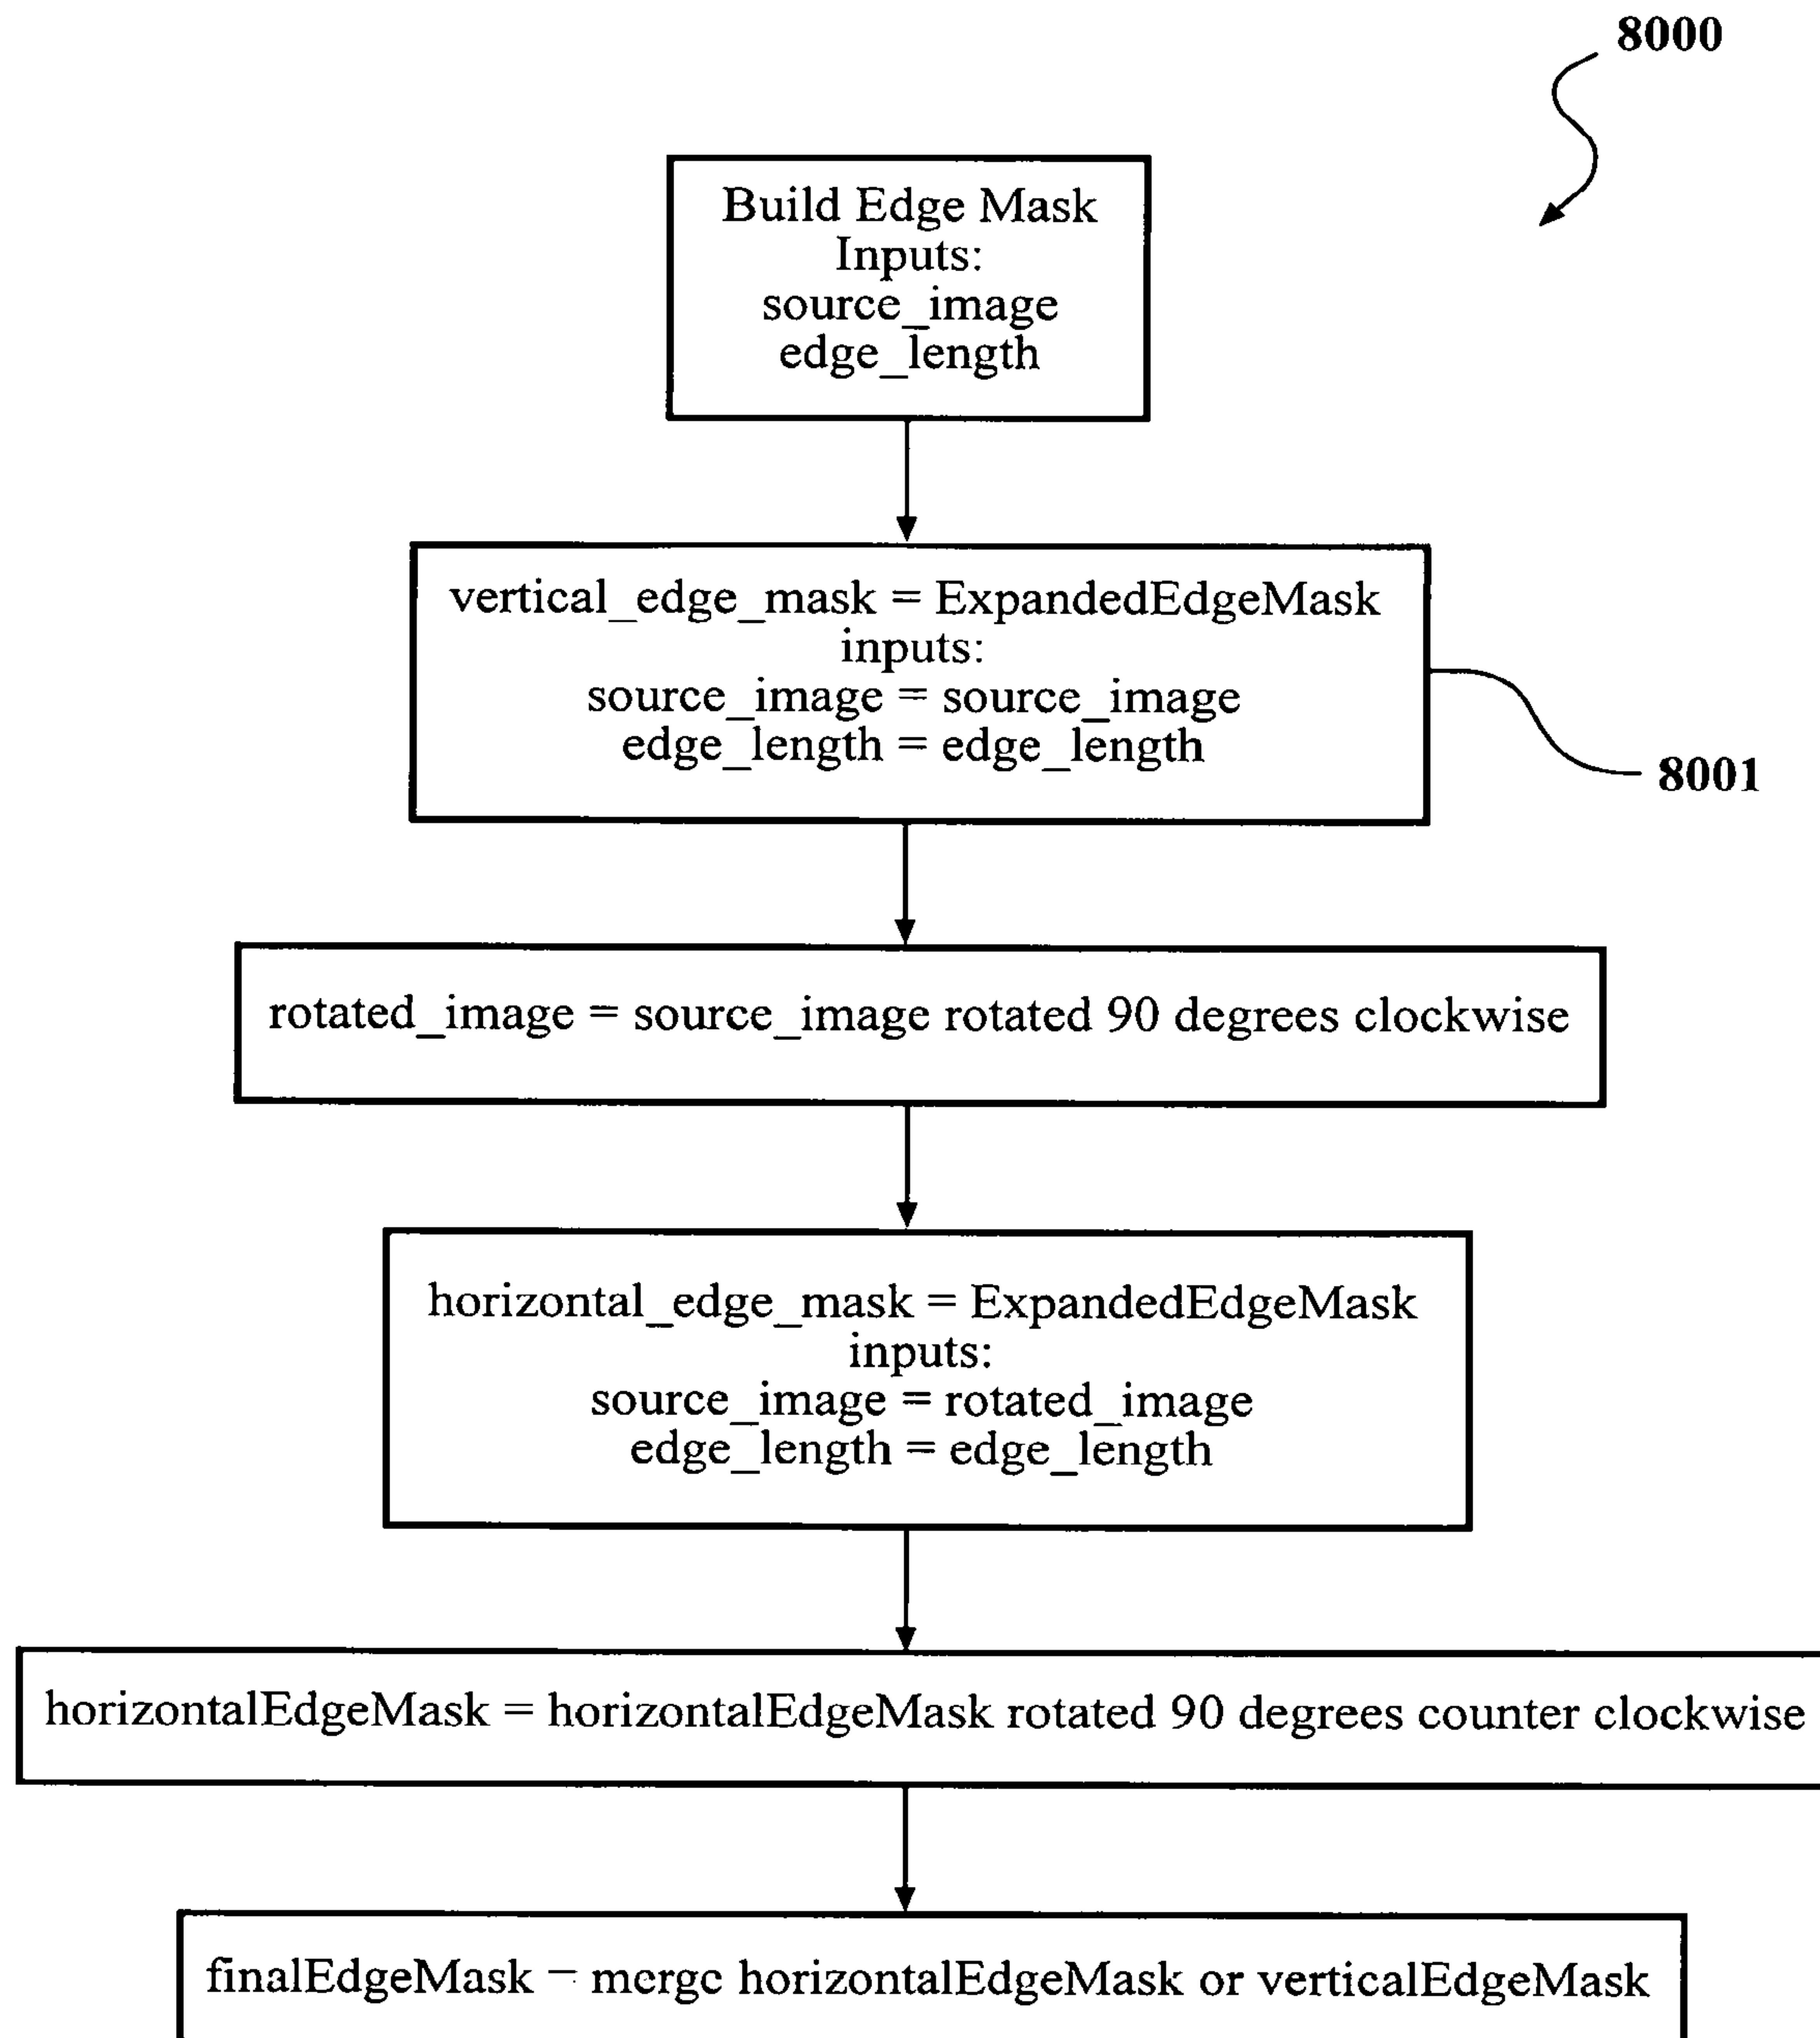 8000
Build Edge Mask
Inputs:
source_image
edge_length
vertical_edge_mask = ExpandedEdgeMask
inputs:
source_image = source_image
edge_length = edge_length
8001
rotated_image = source_image rotated 90 degrees clockwise
horizontal_edge_mask = ExpandedEdgeMask
inputs:
source_image = rotated_image
edge_length = edge_length
horizontalEdgeMask = horizontalEdgeMask rotated 90 degrees counter clockwise
finalEdgeMask = merge horizontalEdgeMask or verticalEdgeMask